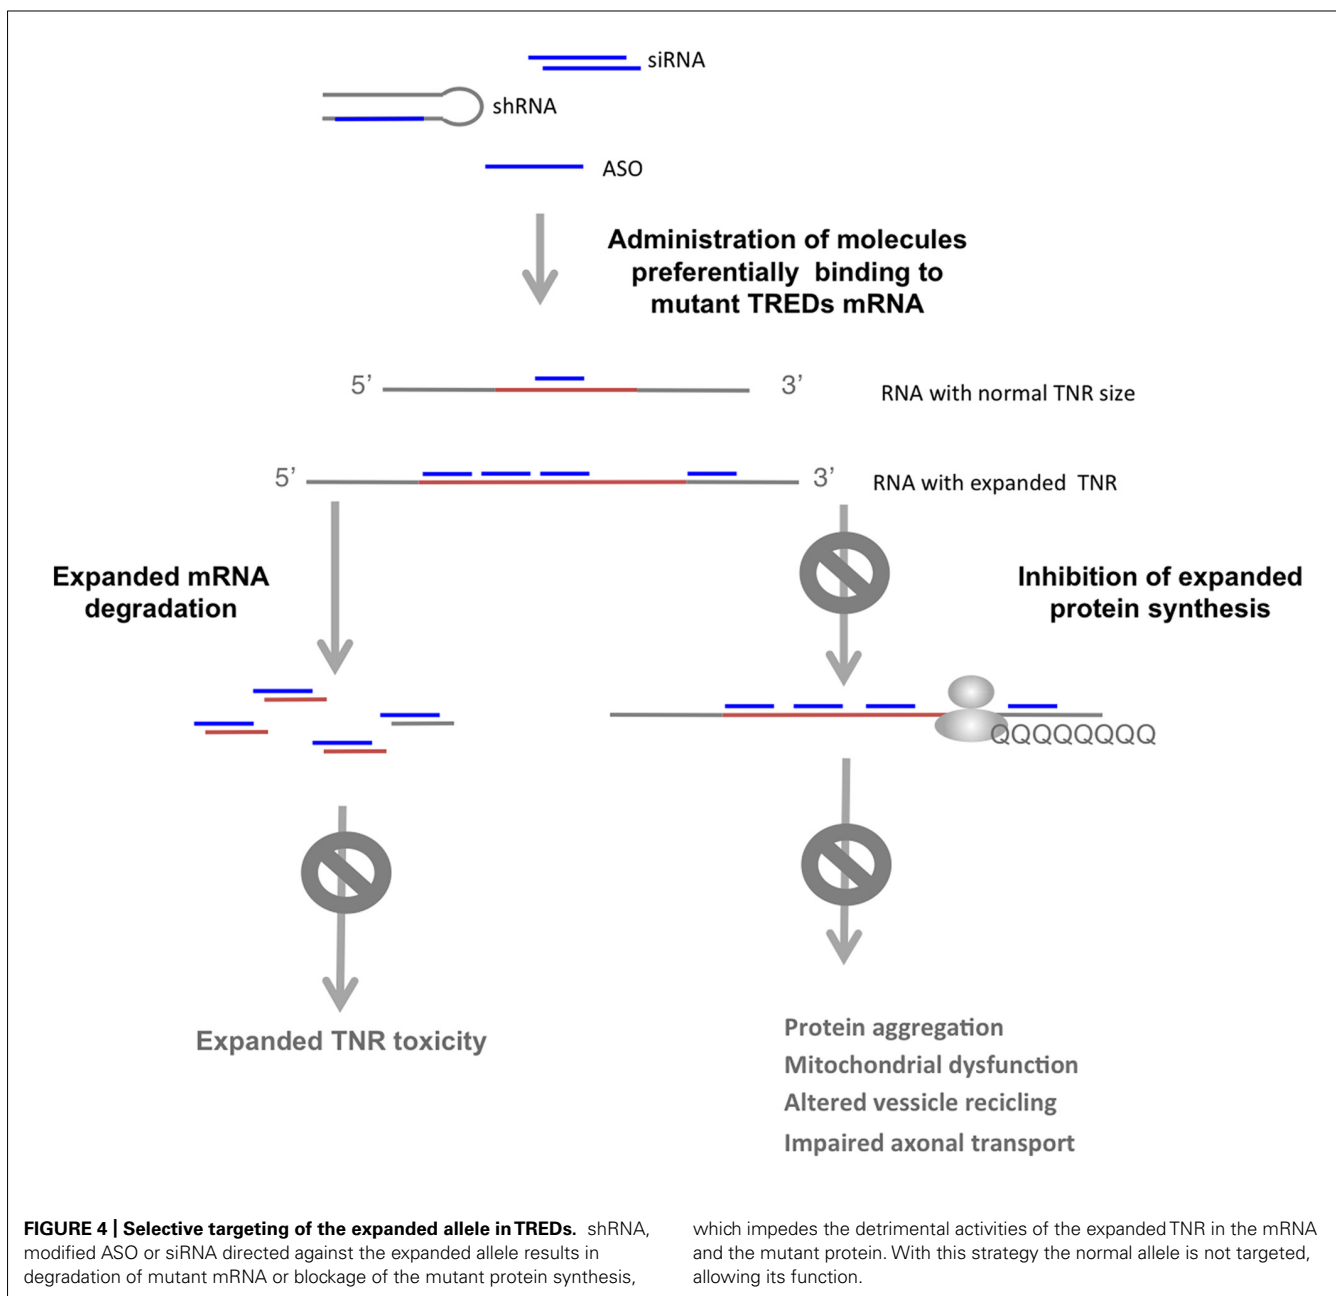 siRNA
shRNA
ASO
Administration of molecules
preferentially binding to
mutant TREDs mRNA
5’
3’
RNA with normal TNR size
5’
3’
RNA with expanded TNR
Expanded mRNA
degradation
Inhibition of expanded
protein synthesis
QQQQQQQQ
Expanded TNR toxicity
Protein aggregation
Mitochondrial dysfunction
Altered vessicle recicling
Impaired axonal transport
FIGURE 4 | Selective targeting of the expanded allele in TREDs. shRNA,
modified ASO or siRNA directed against the expanded allele results in
degradation of mutant mRNA or blockage of the mutant protein synthesis,
which impedes the detrimental activities of the expanded TNR in the mRNA
and the mutant protein. With this strategy the normal allele is not targeted,
allowing its function.